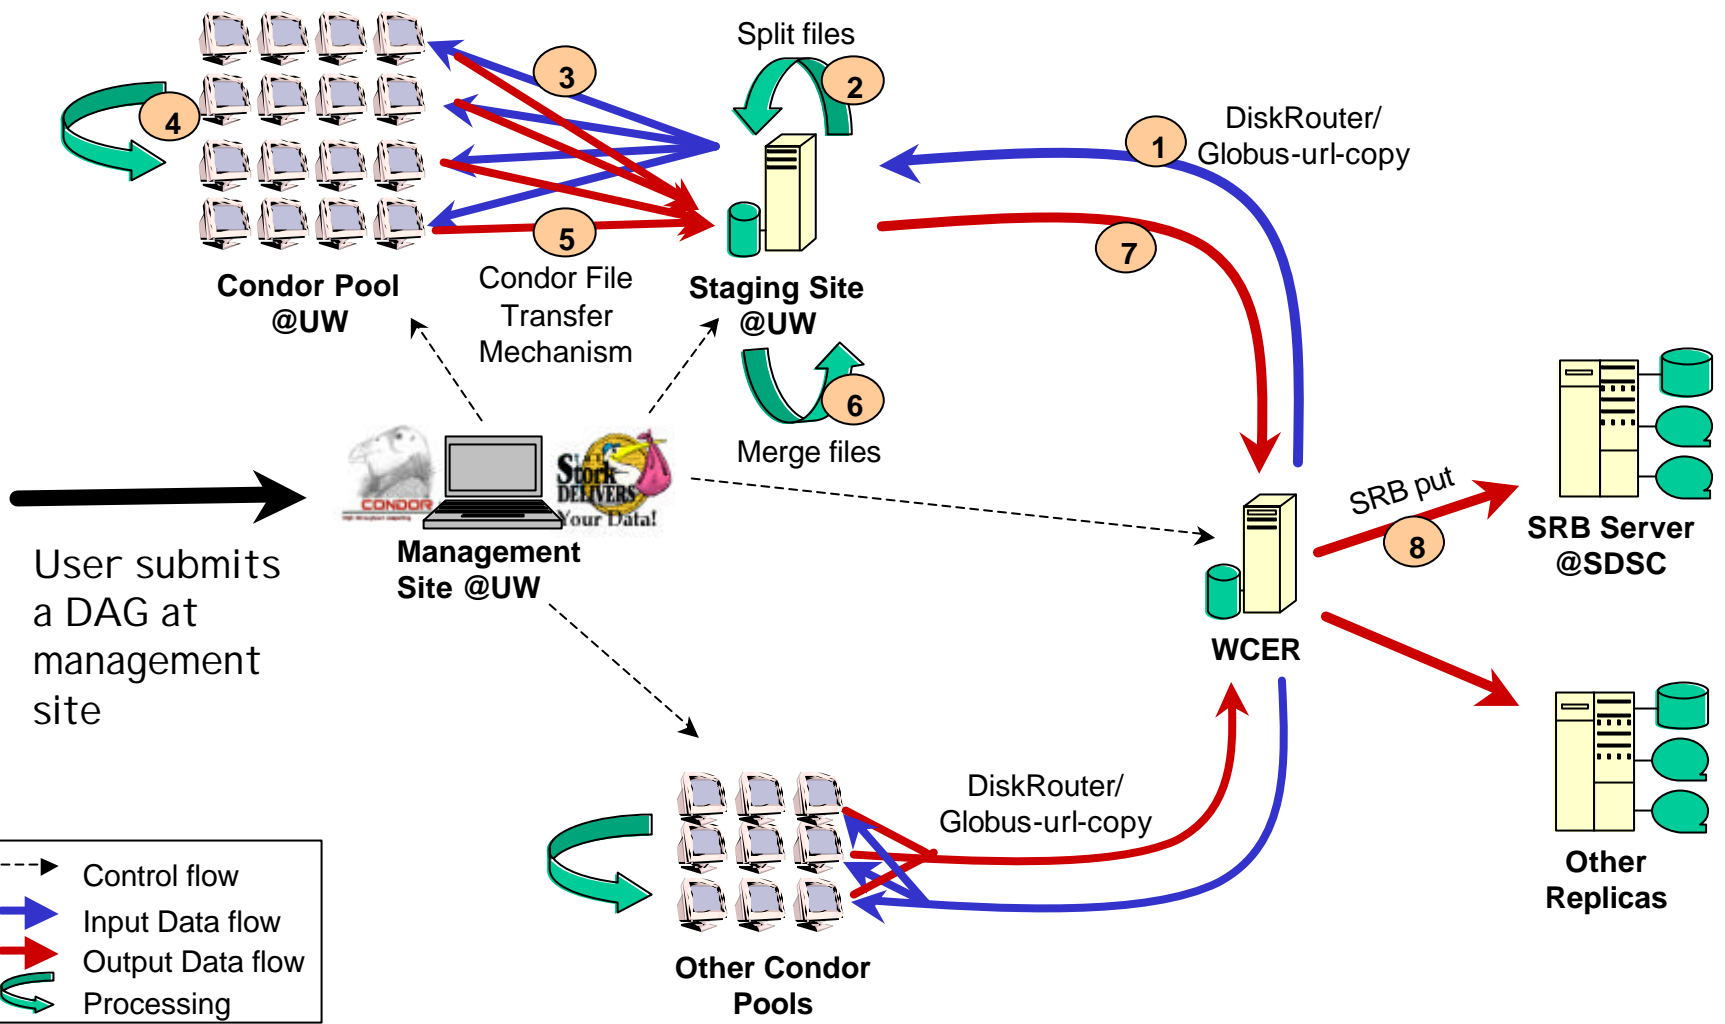 Split files
3
2
4
1
DiskRouter/
Globus-url-copy
5
7
Condor Pool
@UW
Condor File
Transfer
Mechanism
Staging Site
@UW
6
Merge files
CONDOR
Stork
DELIVERS
Your Data!
User submits
a DAG at
management
site
Management
Site @UW
SRB put
8
SRB Server
@SDSC
WCER
DiskRouter/
Globus-url-copy
Other
Replicas
Other Condor
Pools
Control flow
Input Data flow
Output Data flow
Processing